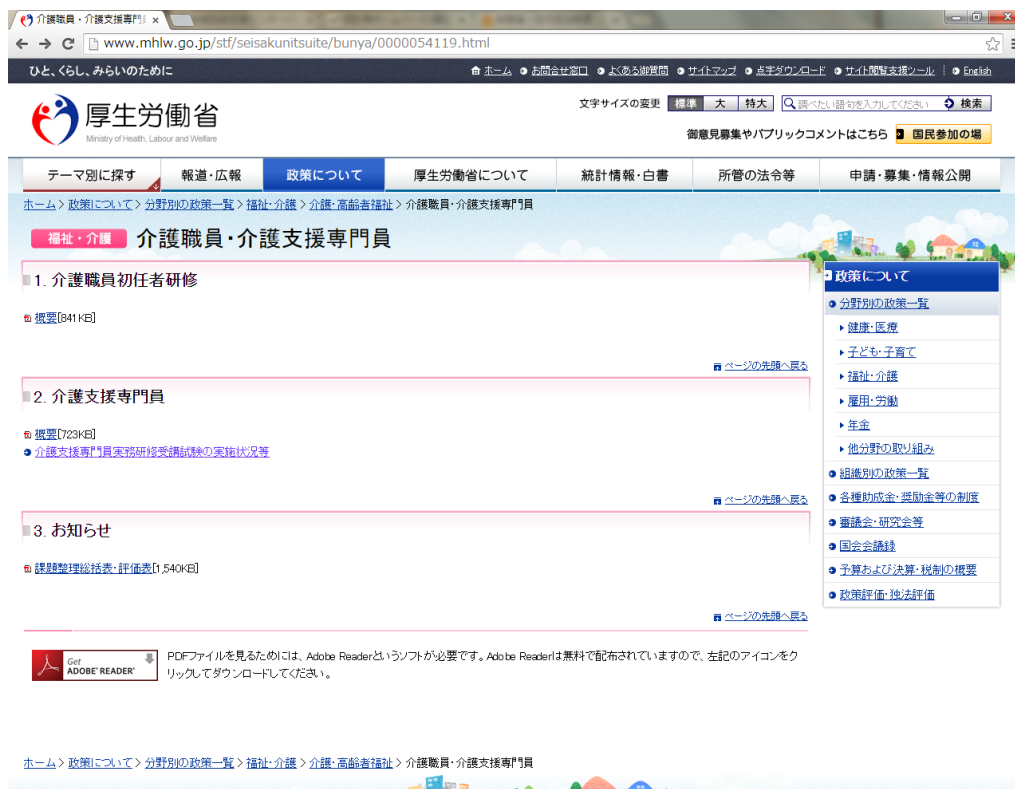 介護職員・介護支援専門
www.mhlw.go.jp/stf/seisakunitsuite/bunya/0000054119.html
ひと、くらし、みらいのために
ホーム お問合せ窓口 よくある御質問 サイトマップ 点字ダウンロード サイト閲覧支援ツール English
厚生労働省
Ministry of Health, Labour and Welfare
文字サイズの変更 標準 大 特大 調べたい語句を入力してください 検索
御意見募集やパブリックコメントはこちら 国民参加の場
テーマ別に探す 報道・広報 政策について 厚生労働省について 統計情報・白書 所管の法令等 申請・募集・情報公開
ホーム > 政策について > 分野別の政策一覧 > 福祉・介護 > 介護・高齢者福祉 > 介護職員・介護支援専門員
福祉・介護 介護職員・介護支援専門員
1. 介護職員初任者研修
概要[841KB]
ページの先頭へ戻る
2. 介護支援専門員
概要[723KB]
介護支援専門員実務研修受講試験の実施状況等
ページの先頭へ戻る
3. お知らせ
課題整理総括表・評価表[1,540KB]
ページの先頭へ戻る
政策について
分野別の政策一覧
健康・医療
子ども・子育て
福祉・介護
雇用・労働
年金
他分野の取り組み
組織別の政策一覧
各種助成金・奨励金等の制度
審議会・研究会等
国会会議録
予算および決算・税制の概要
政策評価・独法評価
Get
ADOBE® READER®
PDFファイルを見るためには、Adobe Readerというソフトが必要です。Adobe Readerは無料で配布されていますので、左記のアイコンをク
リックしてダウンロードしてください。
ホーム > 政策について > 分野別の政策一覧 > 福祉・介護 > 介護・高齢者福祉 > 介護職員・介護支援専門員